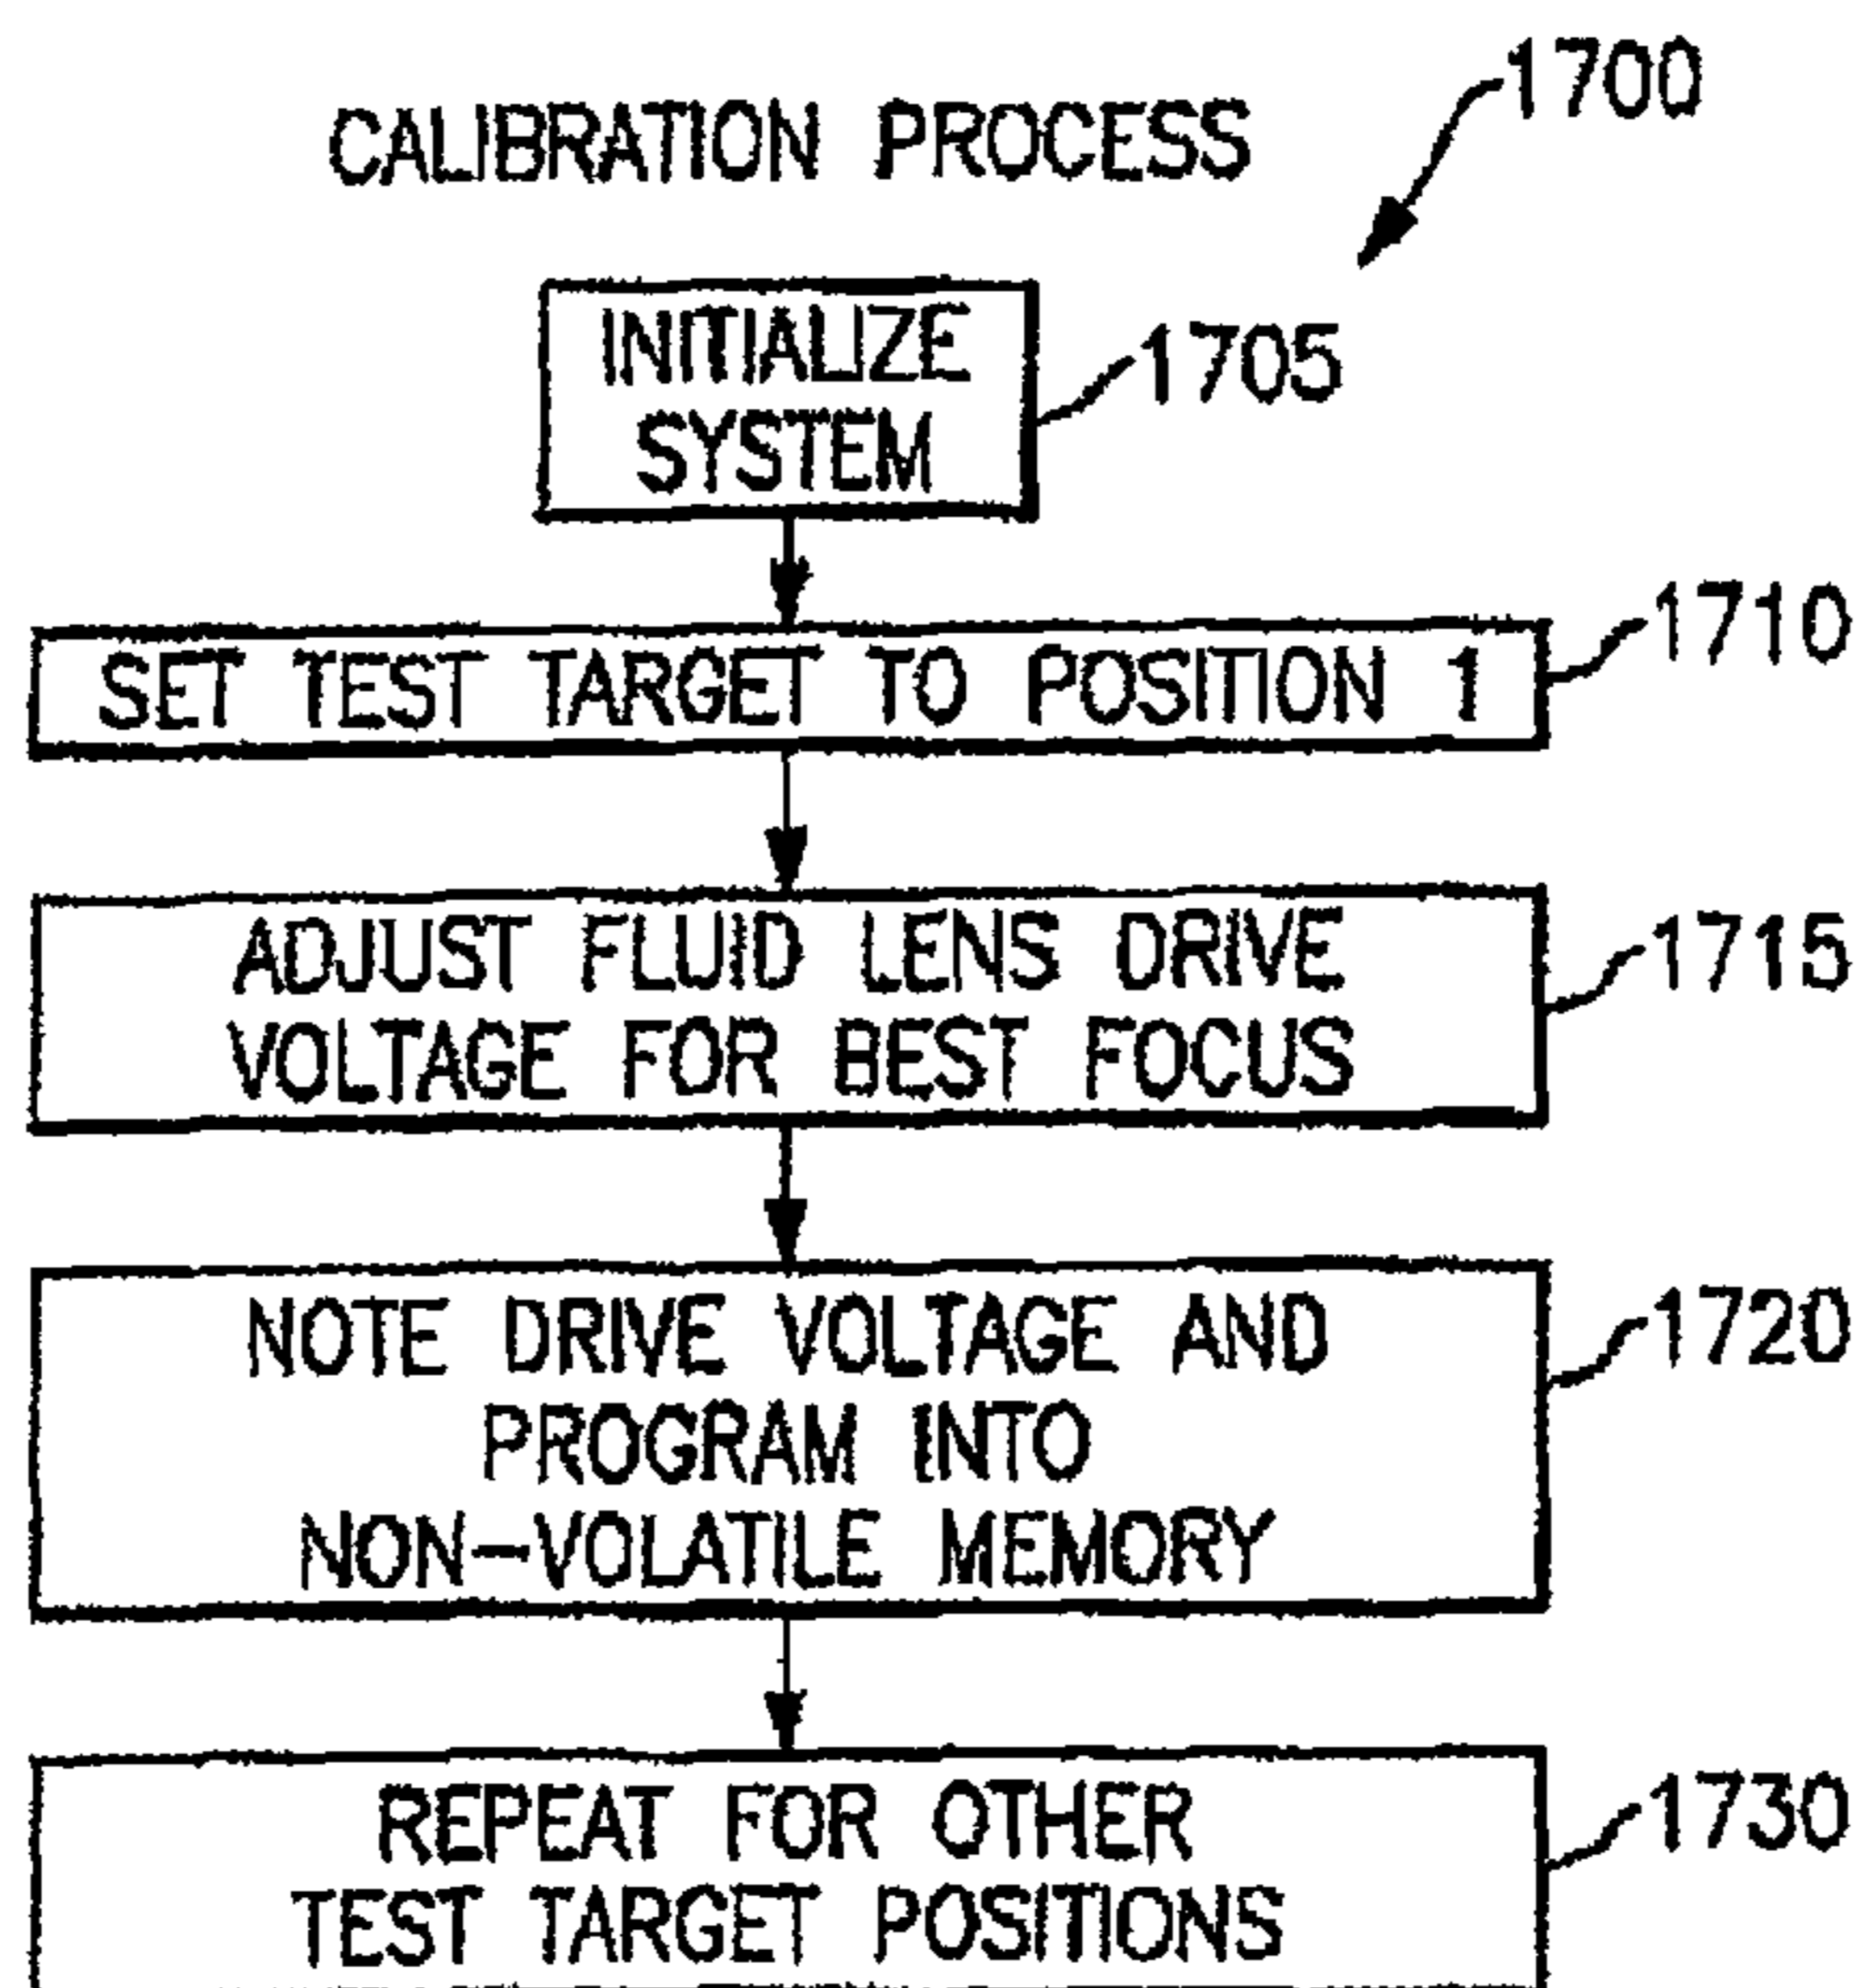 1700
CALIBRATION PROCESS
INITIALIZE
SYSTEM
1705
SET TEST TARGET TO POSITION 1
1710
ADJUST FLUID LENS DRIVE
VOLTAGE FOR BEST FOCUS
1715
NOTE DRIVE VOLTAGE AND
PROGRAM INTO
NON-VOLATILE MEMORY
1720
REPEAT FOR OTHER
TEST TARGET POSITIONS
1730